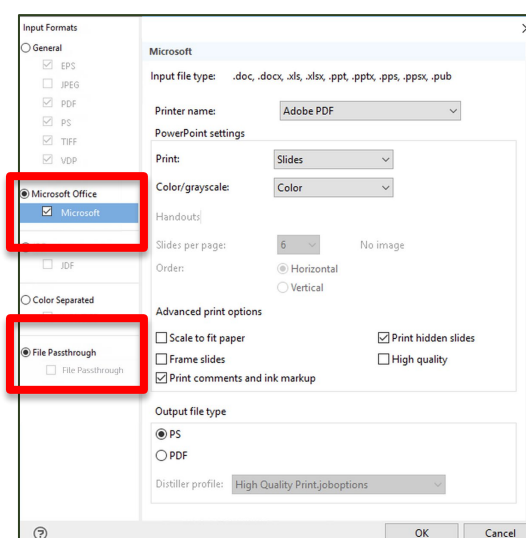 Input Formats
General
EPS
JPEG
PDF
PS
TIFF
VDP
Microsoft Office
Microsoft
JDF
Color Separated
File Passthrough
File Passthrough
Microsoft
Input file type: .doc, .docx, .xls, .xlsx, .ppt, .pptx, .pps, .ppsx, .pub
Printer name: Adobe PDF
PowerPoint settings
Print: Slides
Color/grayscale: Color
Handouts
Slides per page: 6 No image
Order: Horizontal
Vertical
Advanced print options
Scale to fit paper Print hidden slides
Frame slides High quality
Print comments and ink markup
Output file type
PS
PDF
Distiller profile: High Quality Print.joboptions
OK Cancel